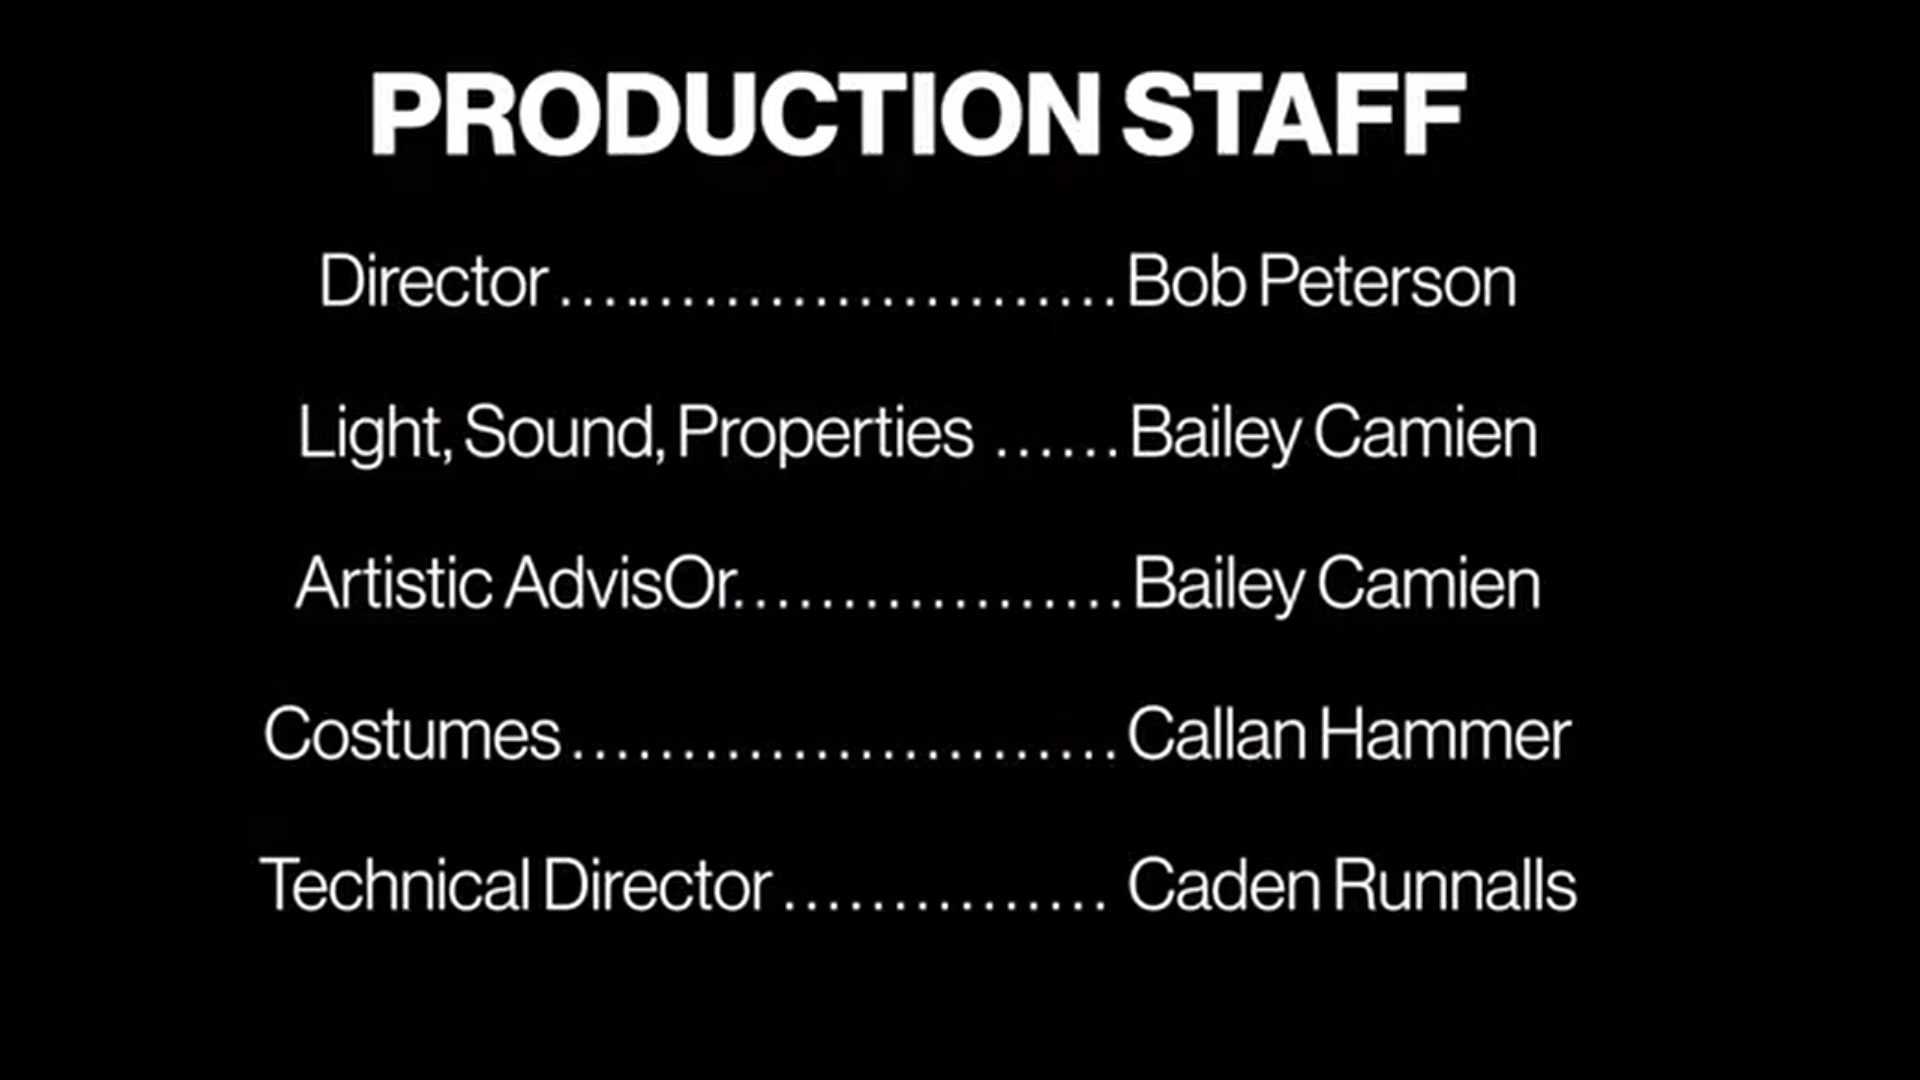 PRODUCTION STAFF
Director ............................ Bob Peterson
Light, Sound, Properties ...... Bailey Camien
Artistic AdvisOr.................. Bailey Camien
Costumes ......................... Callan Hammer
Technical Director ............... Caden Runnalls